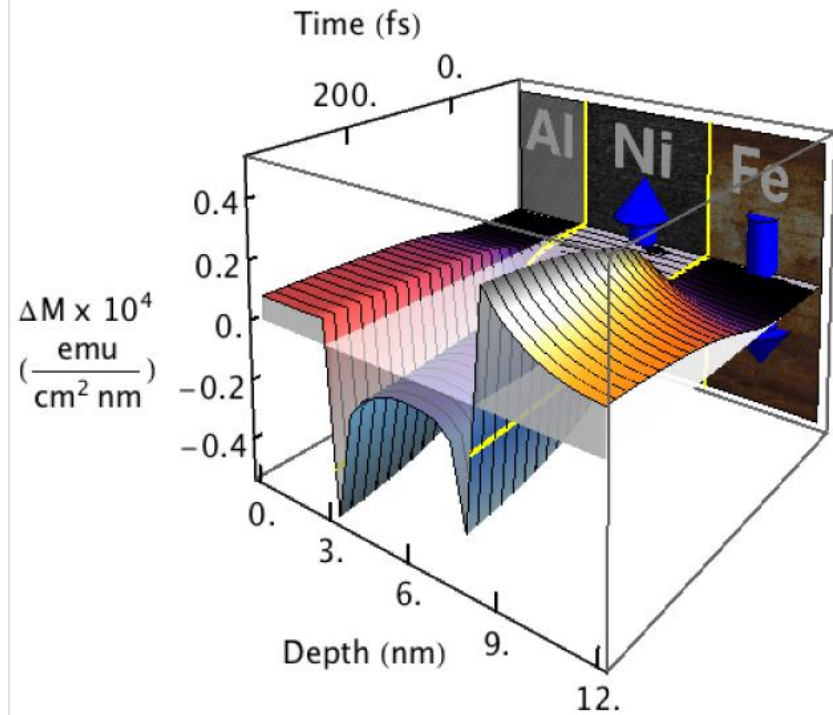 Time (fs)
0.
200.
Al
Ni
Fe
0.4
0.2
0.
−0.2
−0.4
ΔM x 10⁴
emu
(————)
cm² nm
0.
3.
6.
9.
12.
Depth (nm)